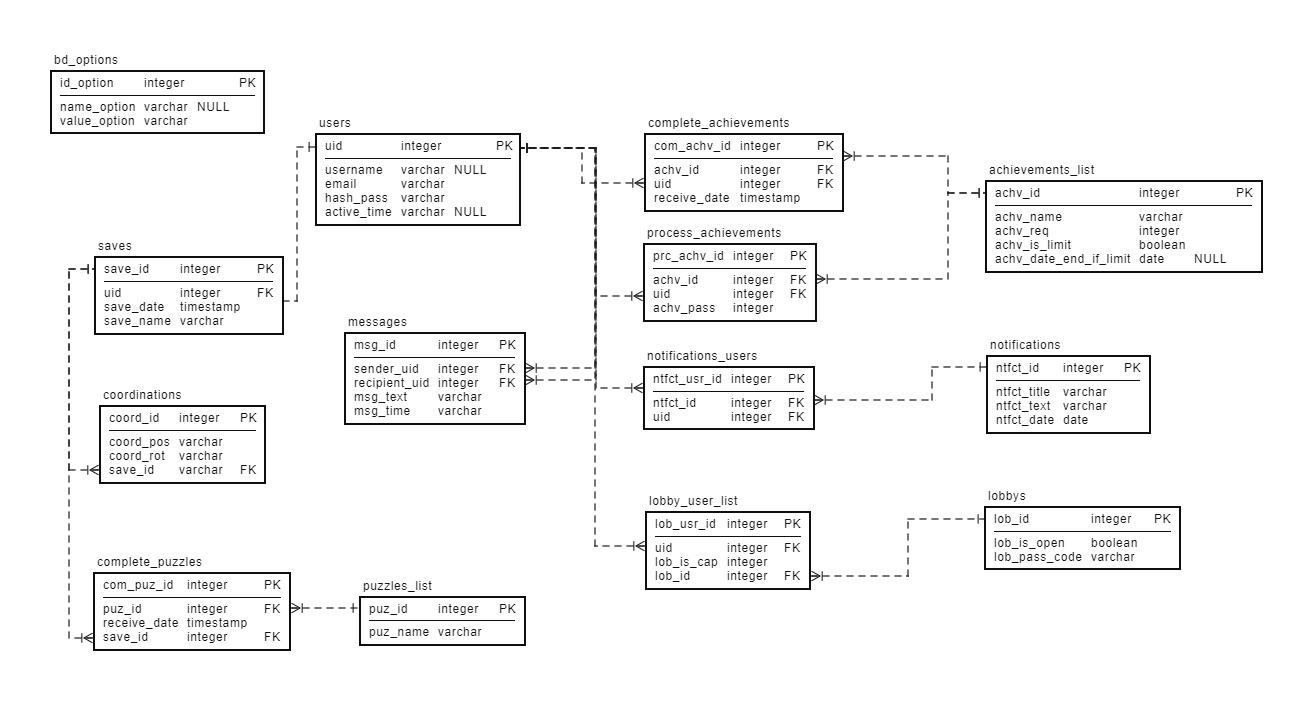 bd_options
id_option integer PK
name_option varchar NULL
value_option varchar
users
uid integer PK
username varchar NULL
email varchar
hash_pass varchar
active_time varchar NULL
complete_achievements
com_achv_id integer PK
achv_id integer FK
uid integer FK
receive_date timestamp
achievements_list
achv_id integer PK
achv_name varchar
achv_req integer
achv_is_limit boolean
achv_date_end_if_limit date NULL
process_achievements
prc_achv_id integer PK
achv_id integer FK
uid integer FK
achv_pass integer
saves
save_id integer PK
uid integer FK
save_date timestamp
save_name varchar
messages
msg_id integer PK
sender_uid integer FK
recipient_uid integer FK
msg_text varchar
msg_time varchar
notifications_users
ntfct_usr_id integer PK
ntfct_id integer FK
uid integer FK
notifications
ntfct_id integer PK
ntfct_title varchar
ntfct_text varchar
ntfct_date date
coordinations
coord_id integer PK
coord_pos varchar
coord_rot varchar
save_id varchar FK
lobby_user_list
lob_usr_id integer PK
uid integer FK
lob_is_cap integer
lob_id integer FK
lobbys
lob_id integer PK
lob_is_open boolean
lob_pass_code varchar
complete_puzzles
com_puz_id integer PK
puz_id integer FK
receive_date timestamp
save_id integer FK
puzzles_list
puz_id integer PK
puz_name varchar